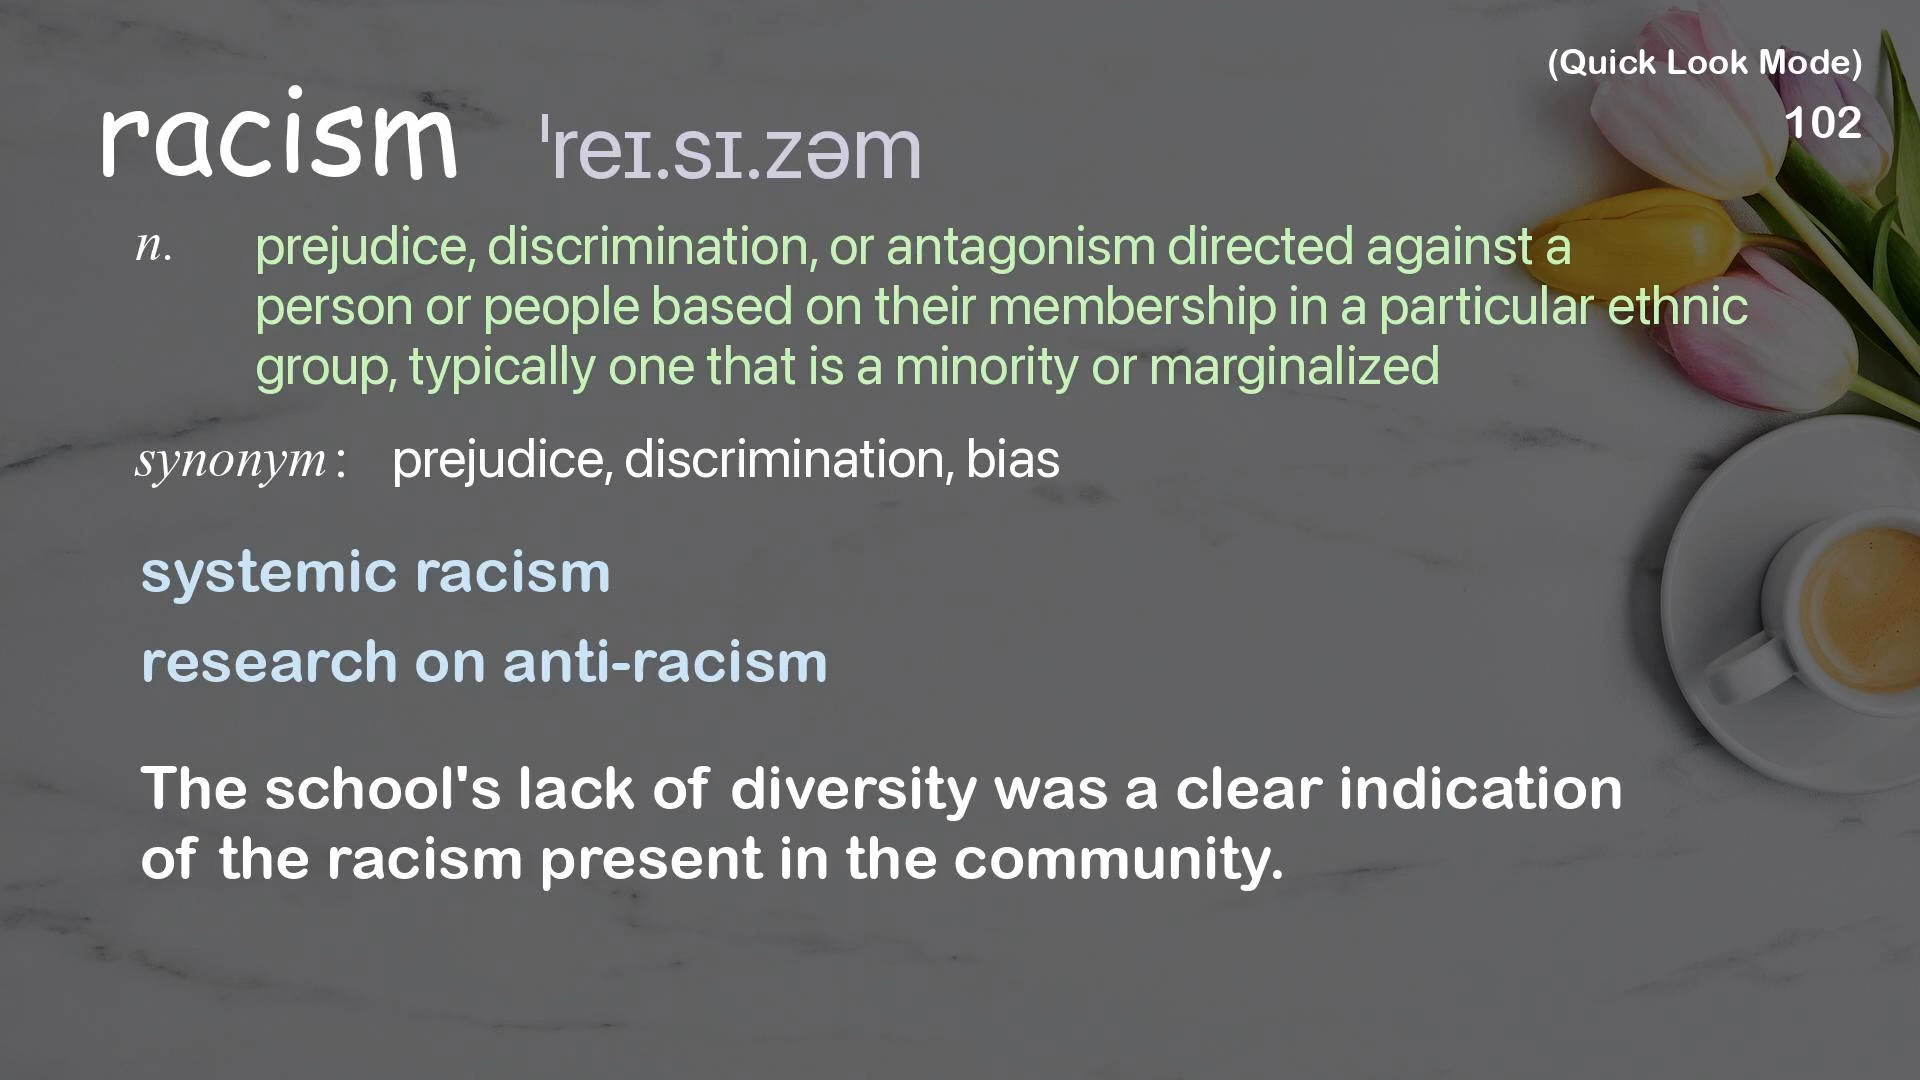 (Quick Look Mode)
102
racism ˈreɪ.sɪ.zəm
n. prejudice, discrimination, or antagonism directed against a
person or people based on their membership in a particular ethnic
group, typically one that is a minority or marginalized
synonym: prejudice, discrimination, bias
systemic racism
research on anti-racism
The school's lack of diversity was a clear indication
of the racism present in the community.